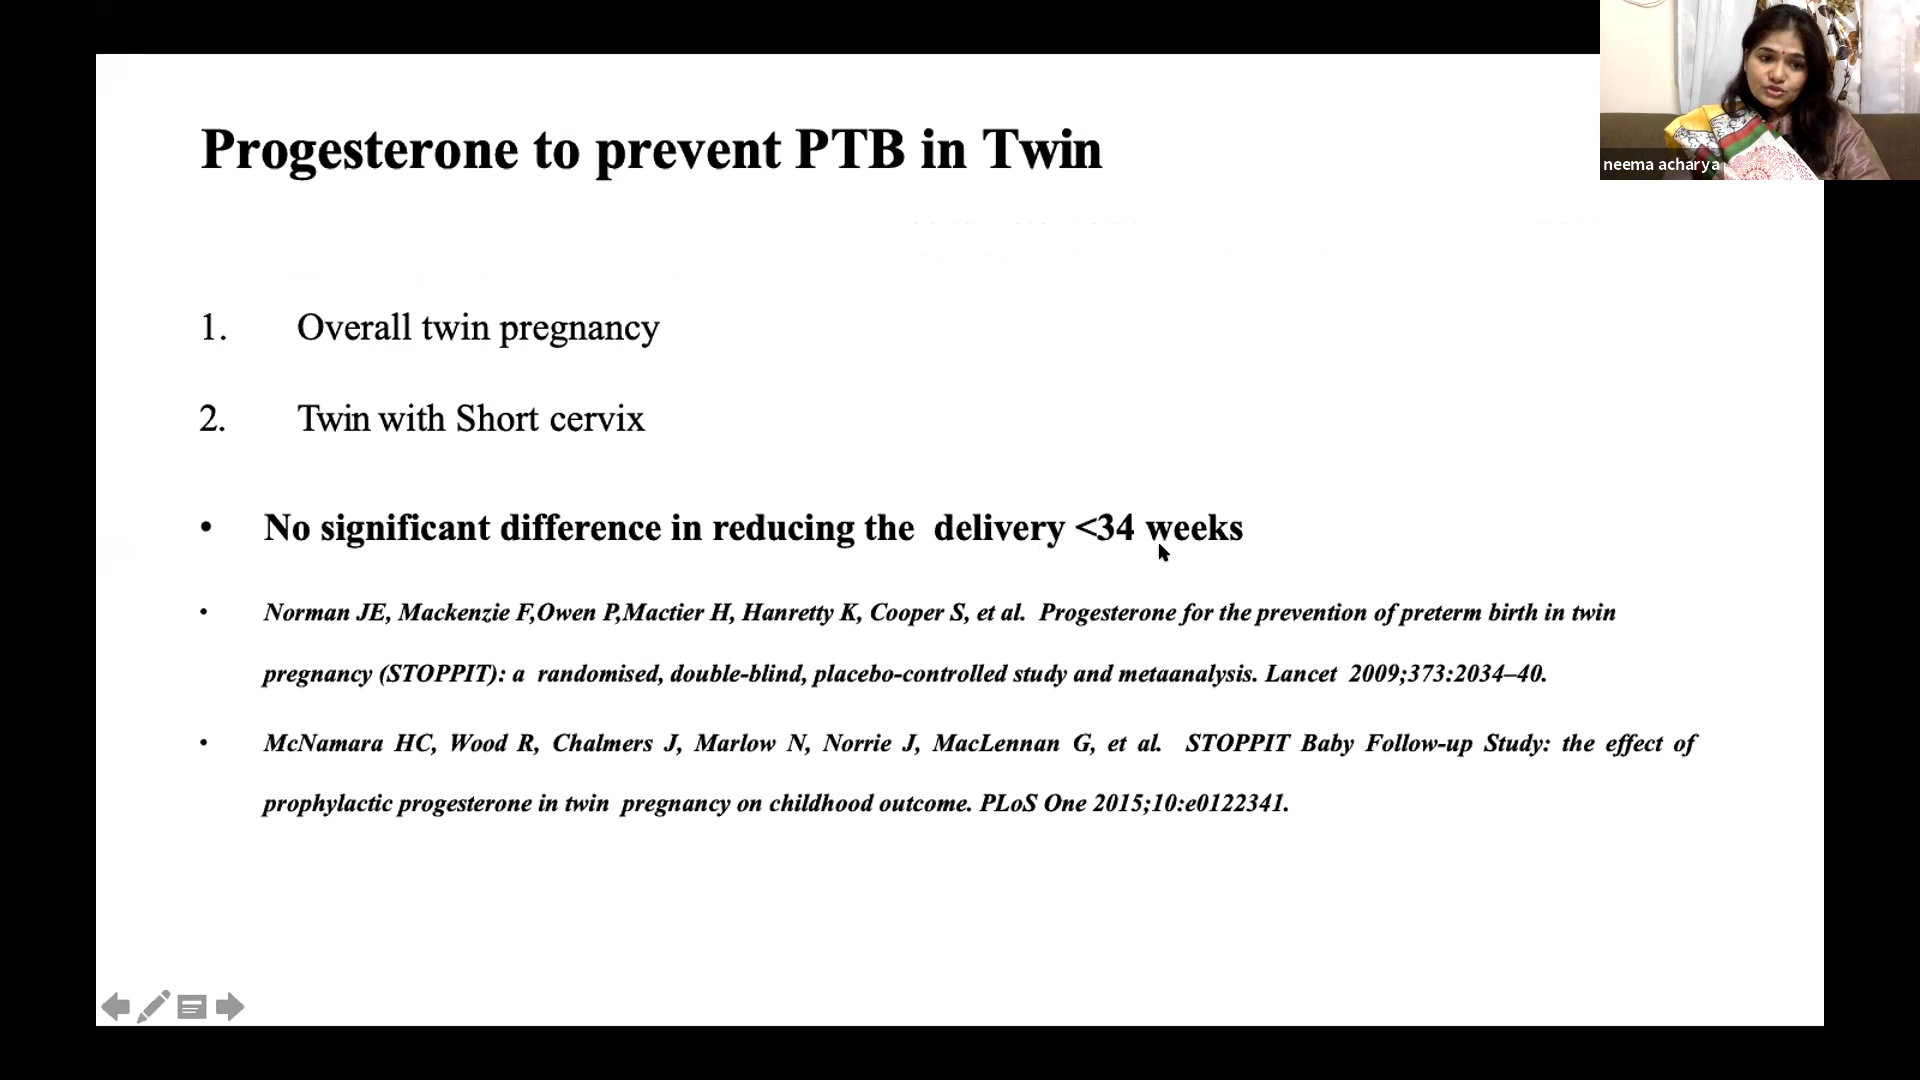 Progesterone to prevent PTB in Twin
neema acharya
1. Overall twin pregnancy
2. Twin with Short cervix
• No significant difference in reducing the delivery <34 weeks
• Norman JE, Mackenzie F,Owen P,Mactier H, Hanretty K, Cooper S, et al. Progesterone for the prevention of preterm birth in twin
pregnancy (STOPPIT): a randomised, double-blind, placebo-controlled study and metaanalysis. Lancet 2009;373:2034–40.
• McNamara HC, Wood R, Chalmers J, Marlow N, Norrie J, MacLennan G, et al. STOPPIT Baby Follow-up Study: the effect of
prophylactic progesterone in twin pregnancy on childhood outcome. PLoS One 2015;10:e0122341.